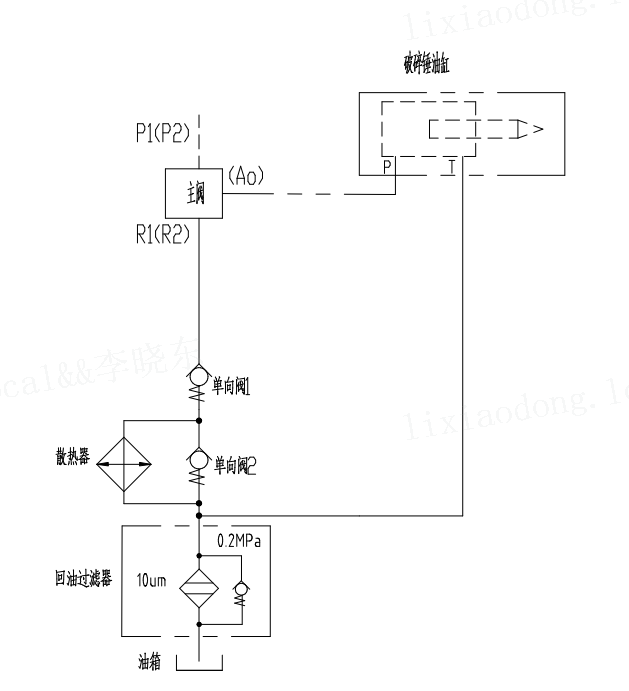 lixiaodong.l
破碎锤油缸
P1(P2)
(Ao)
P
T
主阀
R1(R2)
ocal&&李晓东
单向阀1
lixiaodong.lo
散热器
单向阀2
0.2MPa
回油过滤器
10um
油箱